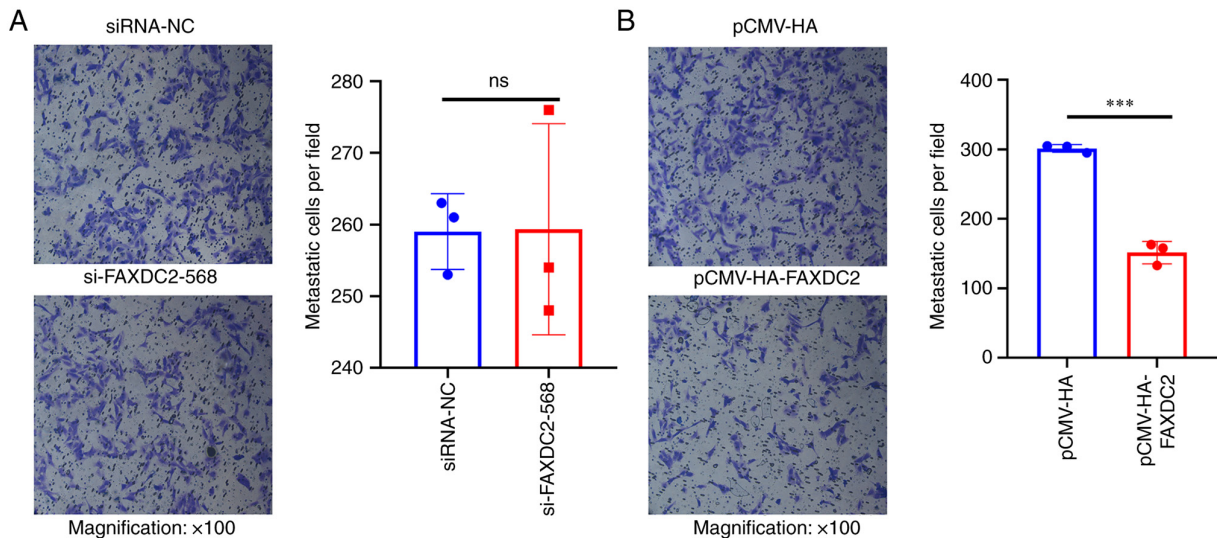 A
siRNA-NC
si-FAXDC2-568
Magnification: ×100
Metastatic cells per field
280
270
260
250
240
ns
siRNA-NC
si-FAXDC2-568
B
pCMV-HA
pCMV-HA-FAXDC2
Magnification: ×100
Metastatic cells per field
400
300
200
100
0
***
pCMV-HA
pCMV-HA-
FAXDC2